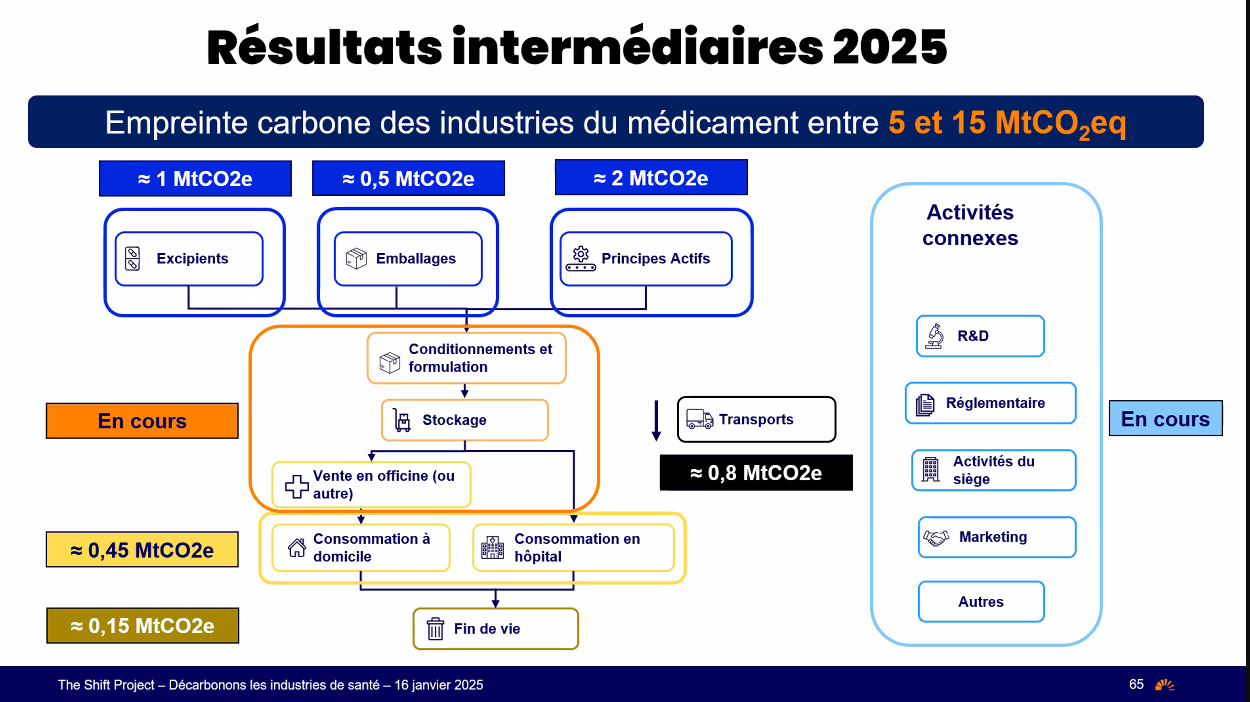 Résultats intermédiaires 2025
Empreinte carbone des industries du médicament entre 5 et 15 MtCO₂eq
≈ 1 MtCO2e
≈ 0,5 MtCO2e
≈ 2 MtCO2e
Excipients
Emballages
Principes Actifs
Activités
connexes
Conditionnements et
formulation
Stockage
Vente en officine (ou
autre)
En cours
Transports
≈ 0,8 MtCO2e
R&D
Réglementaire
Activités du
siège
Marketing
Autres
En cours
≈ 0,45 MtCO2e
Consommation à
domicile
Consommation en
hôpital
≈ 0,15 MtCO2e
Fin de vie
The Shift Project – Décarbonons les industries de santé – 16 janvier 2025
65